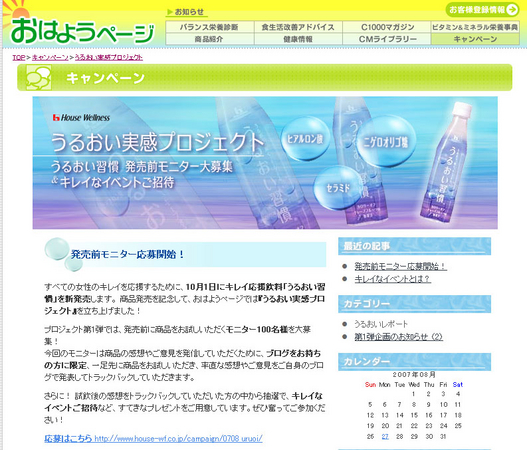 おはようページ
お知らせ
お客様登録情報
バランス栄養診断 食生活改善アドバイス C1000マガジン ビタミン&ミネラル栄養事典
商品紹介 健康情報 CMライブラリー キャンペーン
TOP > キャンペーン > うるおい実感プロジェクト
キャンペーン
House Wellness
うるおい実感プロジェクト
うるおい習慣 発売前モニター大募集
&キレイなイベントご招待
ヒアルロン酸
ニゲロオリゴ糖
セラミド
うるおい習慣
発売前モニター応募開始!
すべての女性のキレイを応援するために、10月1日にキレイ応援飲料「うるおい習
慣」を新発売します。商品発売を記念して、おはようページでは『うるおい実感プロ
ジェクト』を立ち上げました!
プロジェクト第1弾では、発売前に商品をお試しいただくモニター100名様を大募
集!
今回のモニターは商品の感想やご意見を発信していただくために、ブログをお持ち
の方に限定、一足先に商品をお試しいただき、率直な感想やご意見をご自身のブロ
グで発表してトラックバックしていただきます。
さらに! 試飲後の感想をトラックバックしていただいた方の中から抽選で、キレイな
イベントご招待など、すてきなプレゼントをご用意しています。ぜひ奮ってご参加くだ
さい!
応募はこちら http://www.house-wf.co.jp/campaign/0708 uruoi/
最近の記事
発売前モニター応募開始!
キレイなイベントとは?
カテゴリー
うるおいレポート
第1弾企画のお知らせ (2)
カレンダー
2007年08月
Sun Mon Tue Wed Thu Fri Sat
1 2 3 4
5 6 7 8 9 10 11
12 13 14 15 16 17 18
19 20 21 22 23 24 25
26 27 28 29 30 31